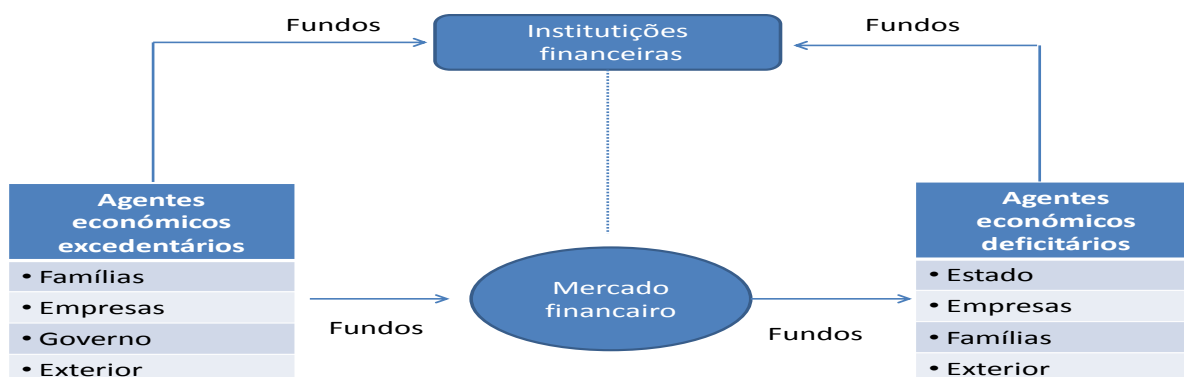 Fundos
Institutições
financeiras
Fundos
Agentes
económicos
excedentários
• Famílias
• Empresas
• Governo
• Exterior
Fundos
Mercado
financairo
Fundos
Agentes
económicos
deficitários
• Estado
• Empresas
• Famílias
• Exterior